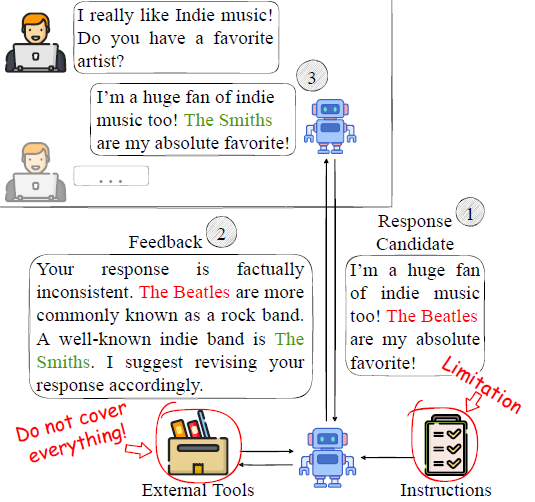 I really like Indie music!
Do you have a favorite
artist?
3
I'm a huge fan of indie
music too! The Smiths
are my absolute favorite!
...
Response
Candidate
1
Feedback
2
Your response is factually
inconsistent. The Beatles are more
commonly known as a rock band.
A well-known indie band is The
Smiths. I suggest revising your
response accordingly.
I'm a huge fan
of indie music
too! The Beatles
are my absolute
favorite!
Limitation
Do not cover
everything!
External Tools
Instructions